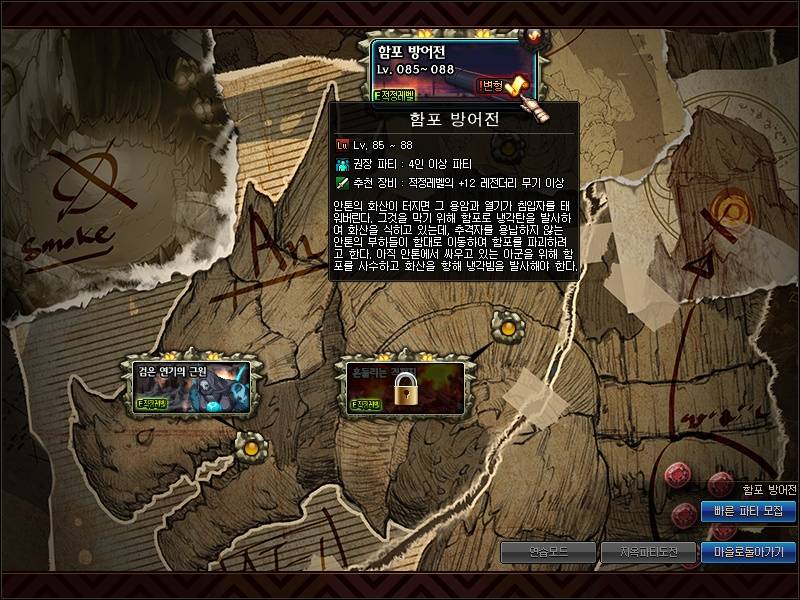 함포 방어전
Lv. 085~ 088
변형
E 적정레벨
함포 방어전
Lv. 85 ~ 88
권장 파티 : 4인 이상 파티
추천 장비 : 적정레벨의 +12 레전더리 무기 이상
안톤의 화산이 터지면 그 용암과 열기가 침입자를 태
워버린다. 그것을 막기 위해 함포로 냉각탄을 발사하
여 화산을 식히고 있는데, 추격자를 용납하지 않는
안톤의 부하들이 함대로 이동하여 함포를 파괴하려
고 한다. 아직 안톤에서 싸우고 있는 아군을 위해 함
포를 사수하고 화산을 향해 냉각빔을 발사해야 한다.
Smoke
An
검은 연기의 근원
E 적정레벨
흔들리는
E 적정레벨
함포 방어전
빠른 파티 모집
연습모드
지옥파티도전
마을로돌아가기